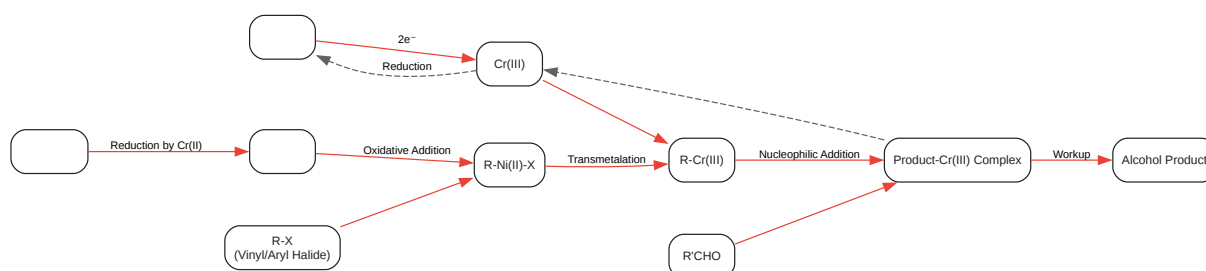 2e⁻
Cr(III)
Reduction
Reduction by Cr(II)
Oxidative Addition
R-Ni(II)-X
Transmetalation
R-Cr(III)
Nucleophilic Addition
Product-Cr(III) Complex
Workup
Alcohol Product
R-X
(Vinyl/Aryl Halide)
R'CHO